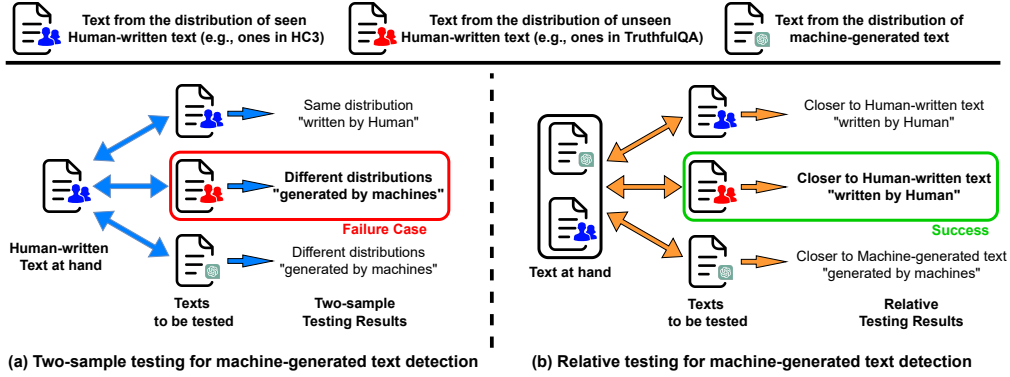 Text from the distribution of seen
Human-written text (e.g., ones in HC3)
Text from the distribution of unseen
Human-written text (e.g., ones in TruthfulQA)
Text from the distribution of
machine-generated text
Same distribution
"written by Human"
Different distributions
"generated by machines"
Failure Case
Different distributions
"generated by machines"
Human-written
Text at hand
Texts
to be tested
Two-sample
Testing Results
(a) Two-sample testing for machine-generated text detection
Closer to Human-written text
"written by Human"
Closer to Human-written text
"written by Human"
Success
Closer to Machine-generated text
"generated by machines"
Text at hand
Texts
to be tested
Relative
Testing Results
(b) Relative testing for machine-generated text detection